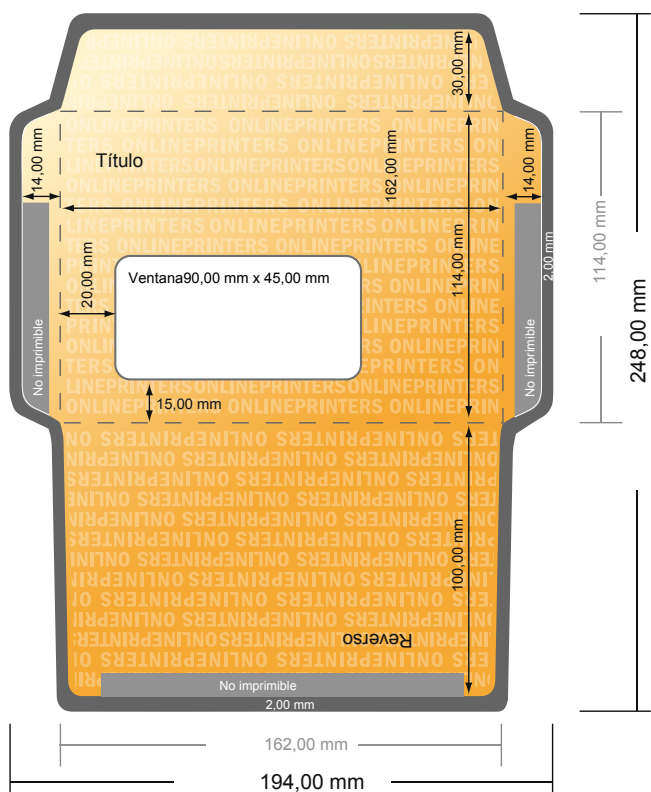 30,00 mm
ONLINEPRINTERS ONLINEPRINTERS
14,00 mm
Título
162,00 mm
14,00 mm
114,00 mm
2,00 mm
114,00 mm
248,00 mm
20,00 mm
Ventana90,00 mm x 45,00 mm
No imprimible
No imprimible
15,00 mm
100,00 mm
Reverso
No imprimible
2,00 mm
162,00 mm
194,00 mm